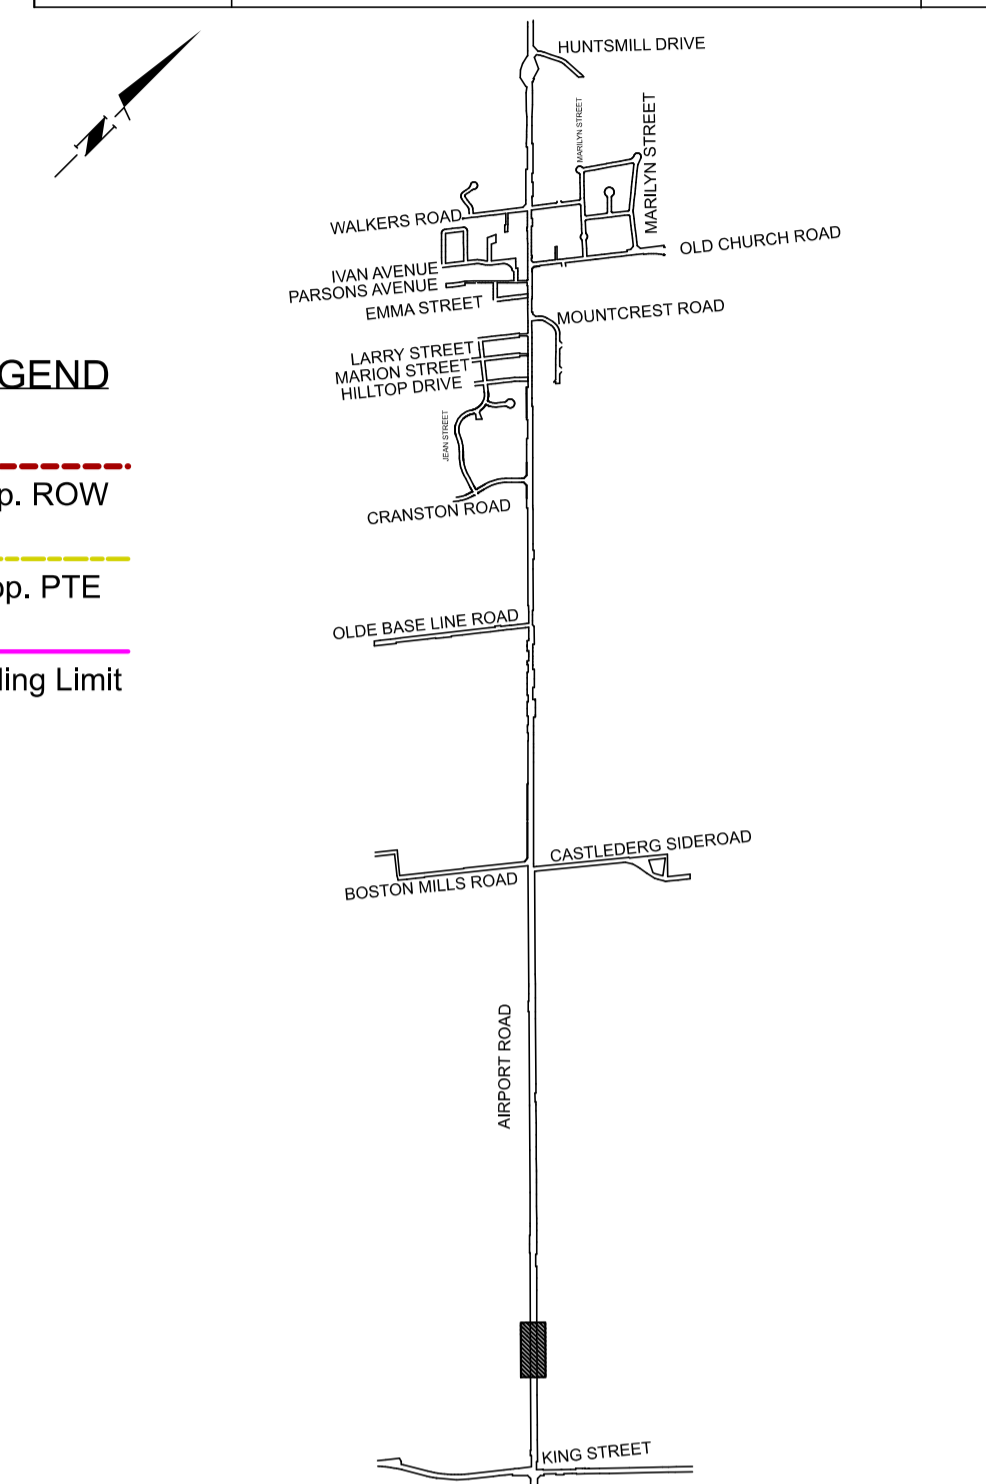 HUNTSMILL DRIVE
MARILYN STREET
MARILYN STREET
WALKERS ROAD
OLD CHURCH ROAD
IVAN AVENUE
PARSONS AVENUE
EMMA STREET
MOUNTCREST ROAD
LARRY STREET
MARION STREET
HILLTOP DRIVE
JEAN STREET
CRANSTON ROAD
OLDE BASE LINE ROAD
CASTLEDERG SIDEROAD
BOSTON MILLS ROAD
AIRPORT ROAD
KING STREET
N
GEND
p. ROW
op. PTE
ling Limit